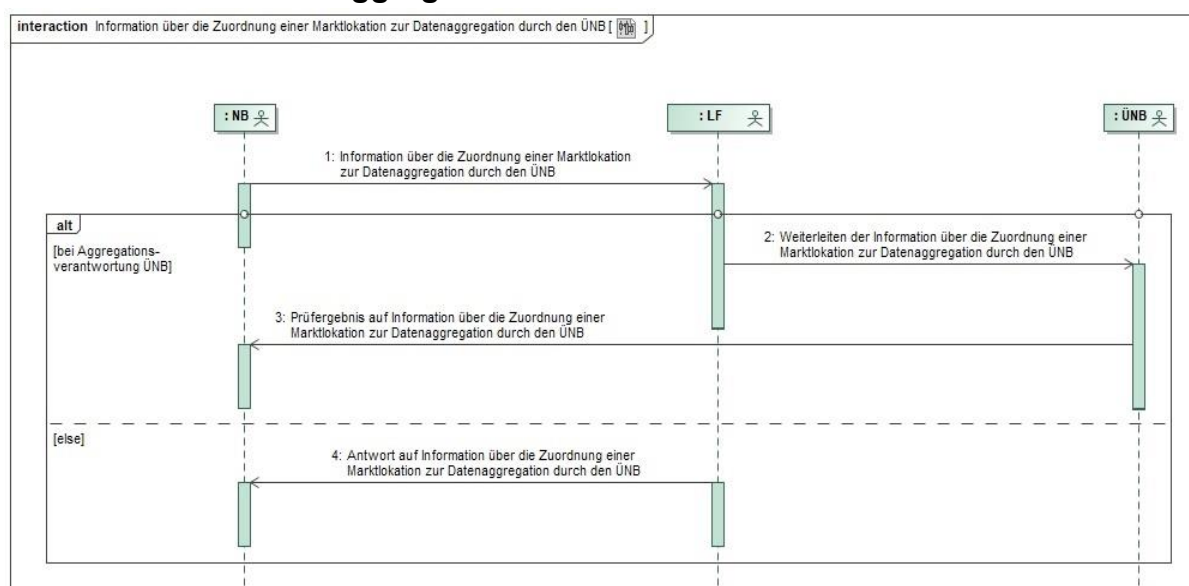 interaction Information über die Zuordnung einer Marktlokation zur Datenaggregation durch den ÜNB [ ]
: NB
: LF
: ÜNB
1: Information über die Zuordnung einer Marktlokation
zur Datenaggregation durch den ÜNB
alt
[bei Aggregations-
verantwortung ÜNB]
2: Weiterleiten der Information über die Zuordnung einer
Marktlokation zur Datenaggregation durch den ÜNB
3: Prüfergebnis auf Information über die Zuordnung einer
Marktlokation zur Datenaggregation durch den ÜNB
[else]
4: Antwort auf Information über die Zuordnung einer
Marktlokation zur Datenaggregation durch den ÜNB